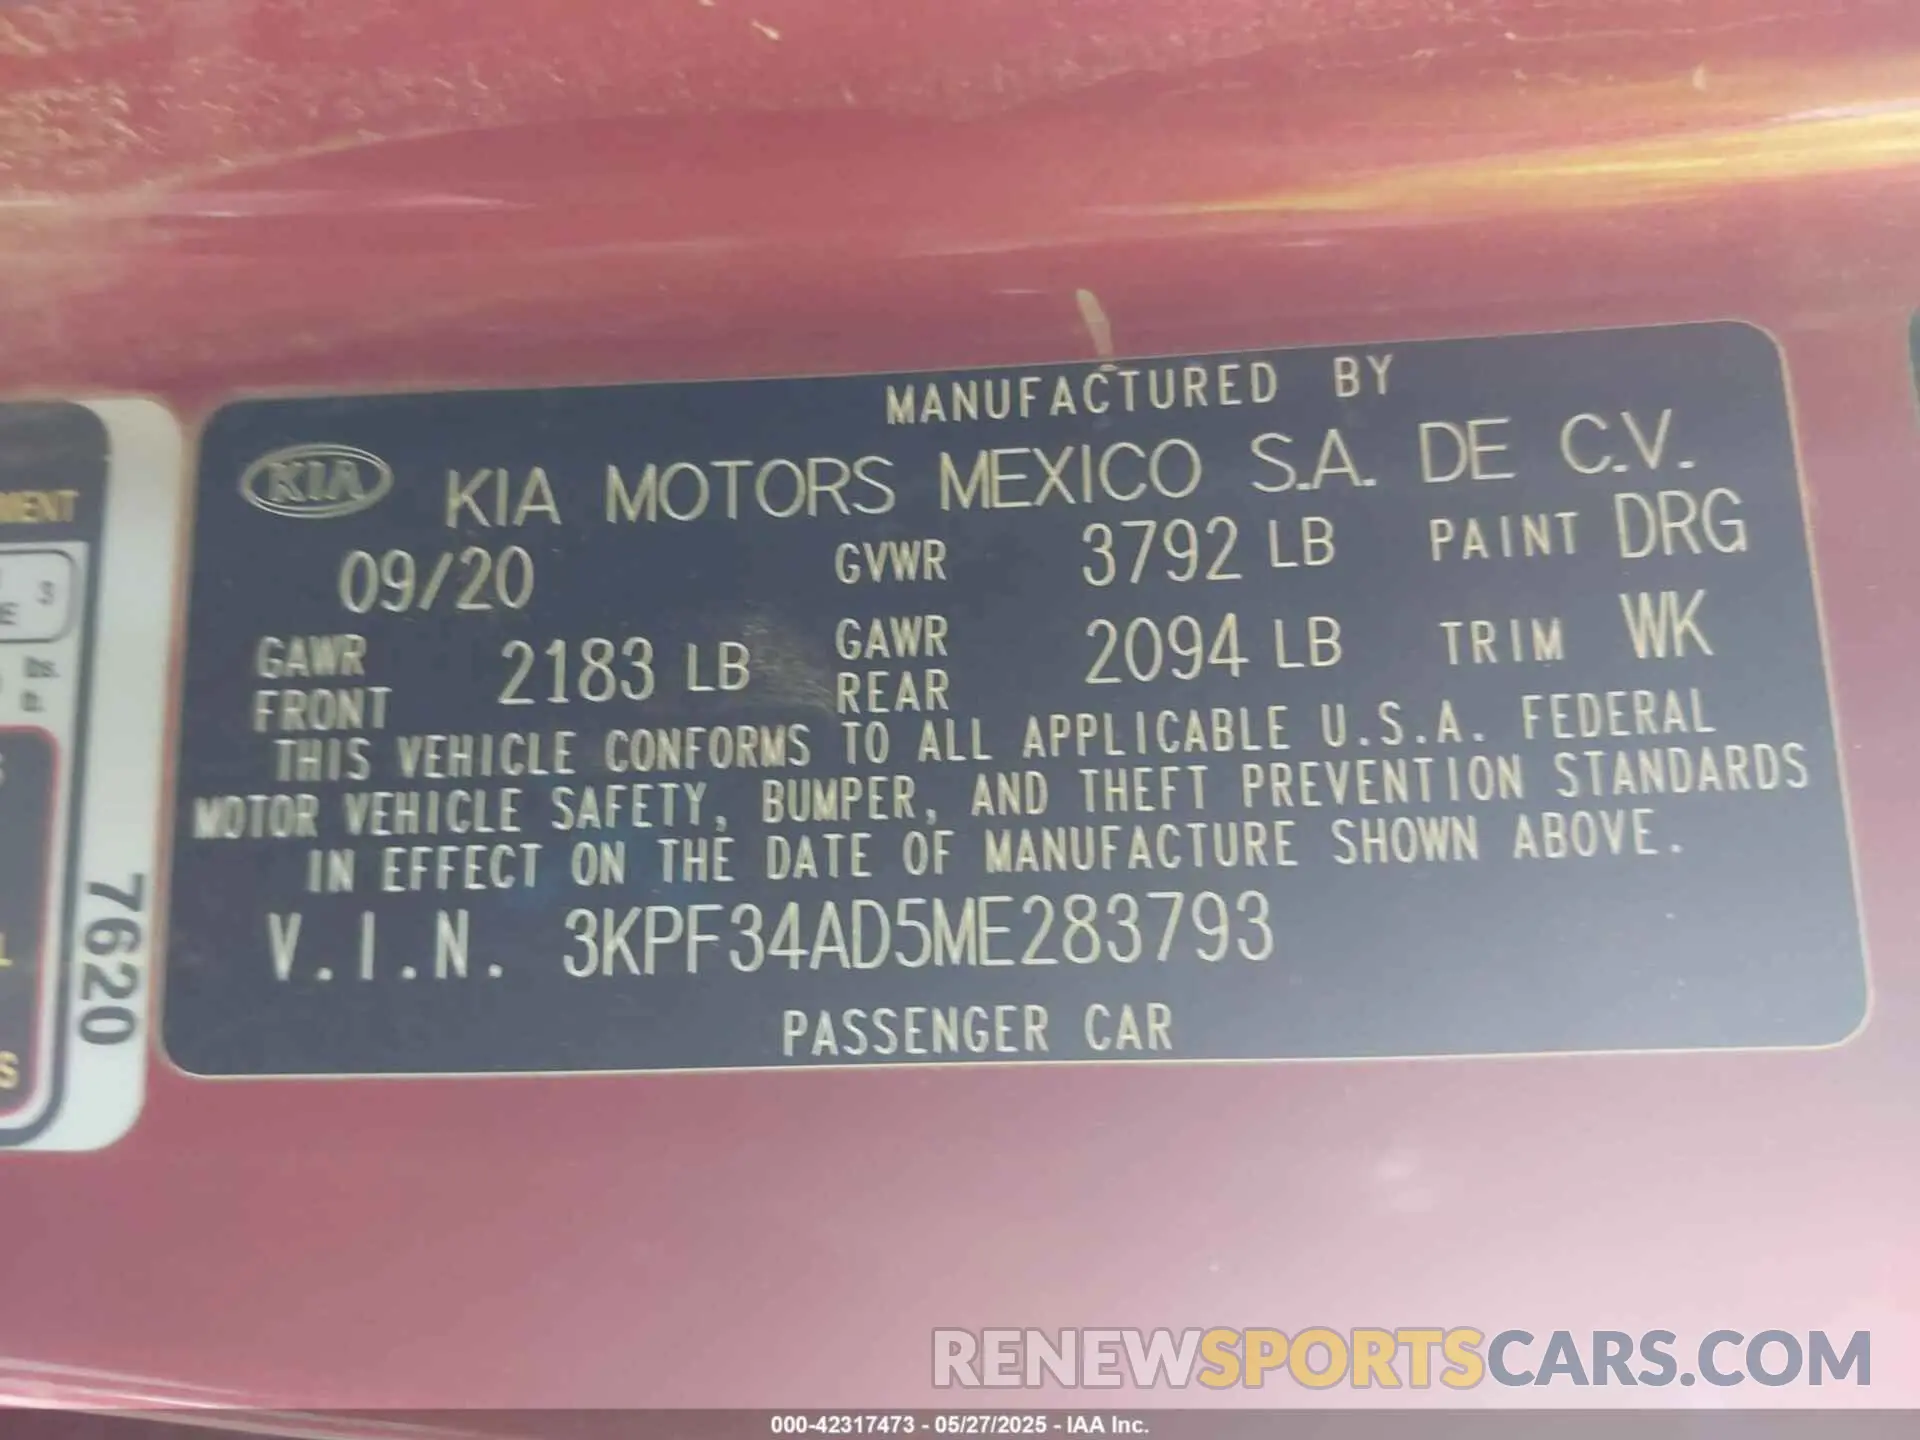 MANUFACTURED BY
KIA KIA MOTORS MEXICO S.A. DE C.V.
09/20 GVWR 3792 LB PAINT DRG
GAWR FRONT 2183 LB GAWR REAR 2094 LB TRIM WK
THIS VEHICLE CONFORMS TO ALL APPLICABLE U.S.A. FEDERAL
MOTOR VEHICLE SAFETY, BUMPER, AND THEFT PREVENTION STANDARDS
IN EFFECT ON THE DATE OF MANUFACTURE SHOWN ABOVE.
V.I.N. 3KPF34AD5ME283793
PASSENGER CAR
3
lbs.
7620
RENEWSPORTSCARS.COM
000-42317473 - 05/27/2025 - IAA Inc.